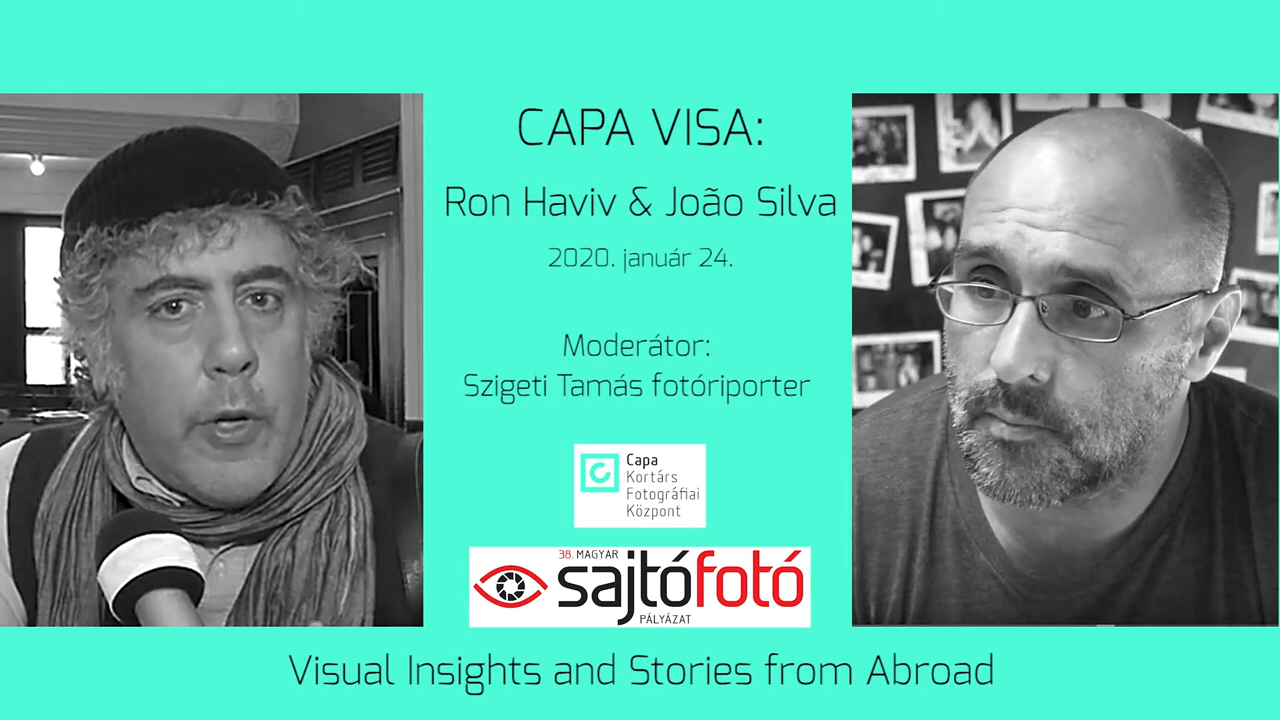 CAPA VISA:
Ron Haviv & João Silva
2020. január 24.
Moderátor:
Szigeti Tamás fotóriporter
Capa
Kortárs
Fotográfiai
Központ
38. MAGYAR
sajtófotó
PÁLYÁZAT
Visual Insights and Stories from Abroad